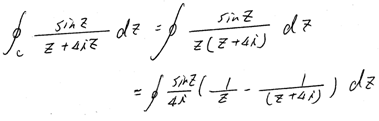 ∮_c sinz / (z + 4iz) dz = ∮ sinz / (z(z+4i)) dz
= ∮ sinz / 4i (1/z - 1/(z+4i)) dz